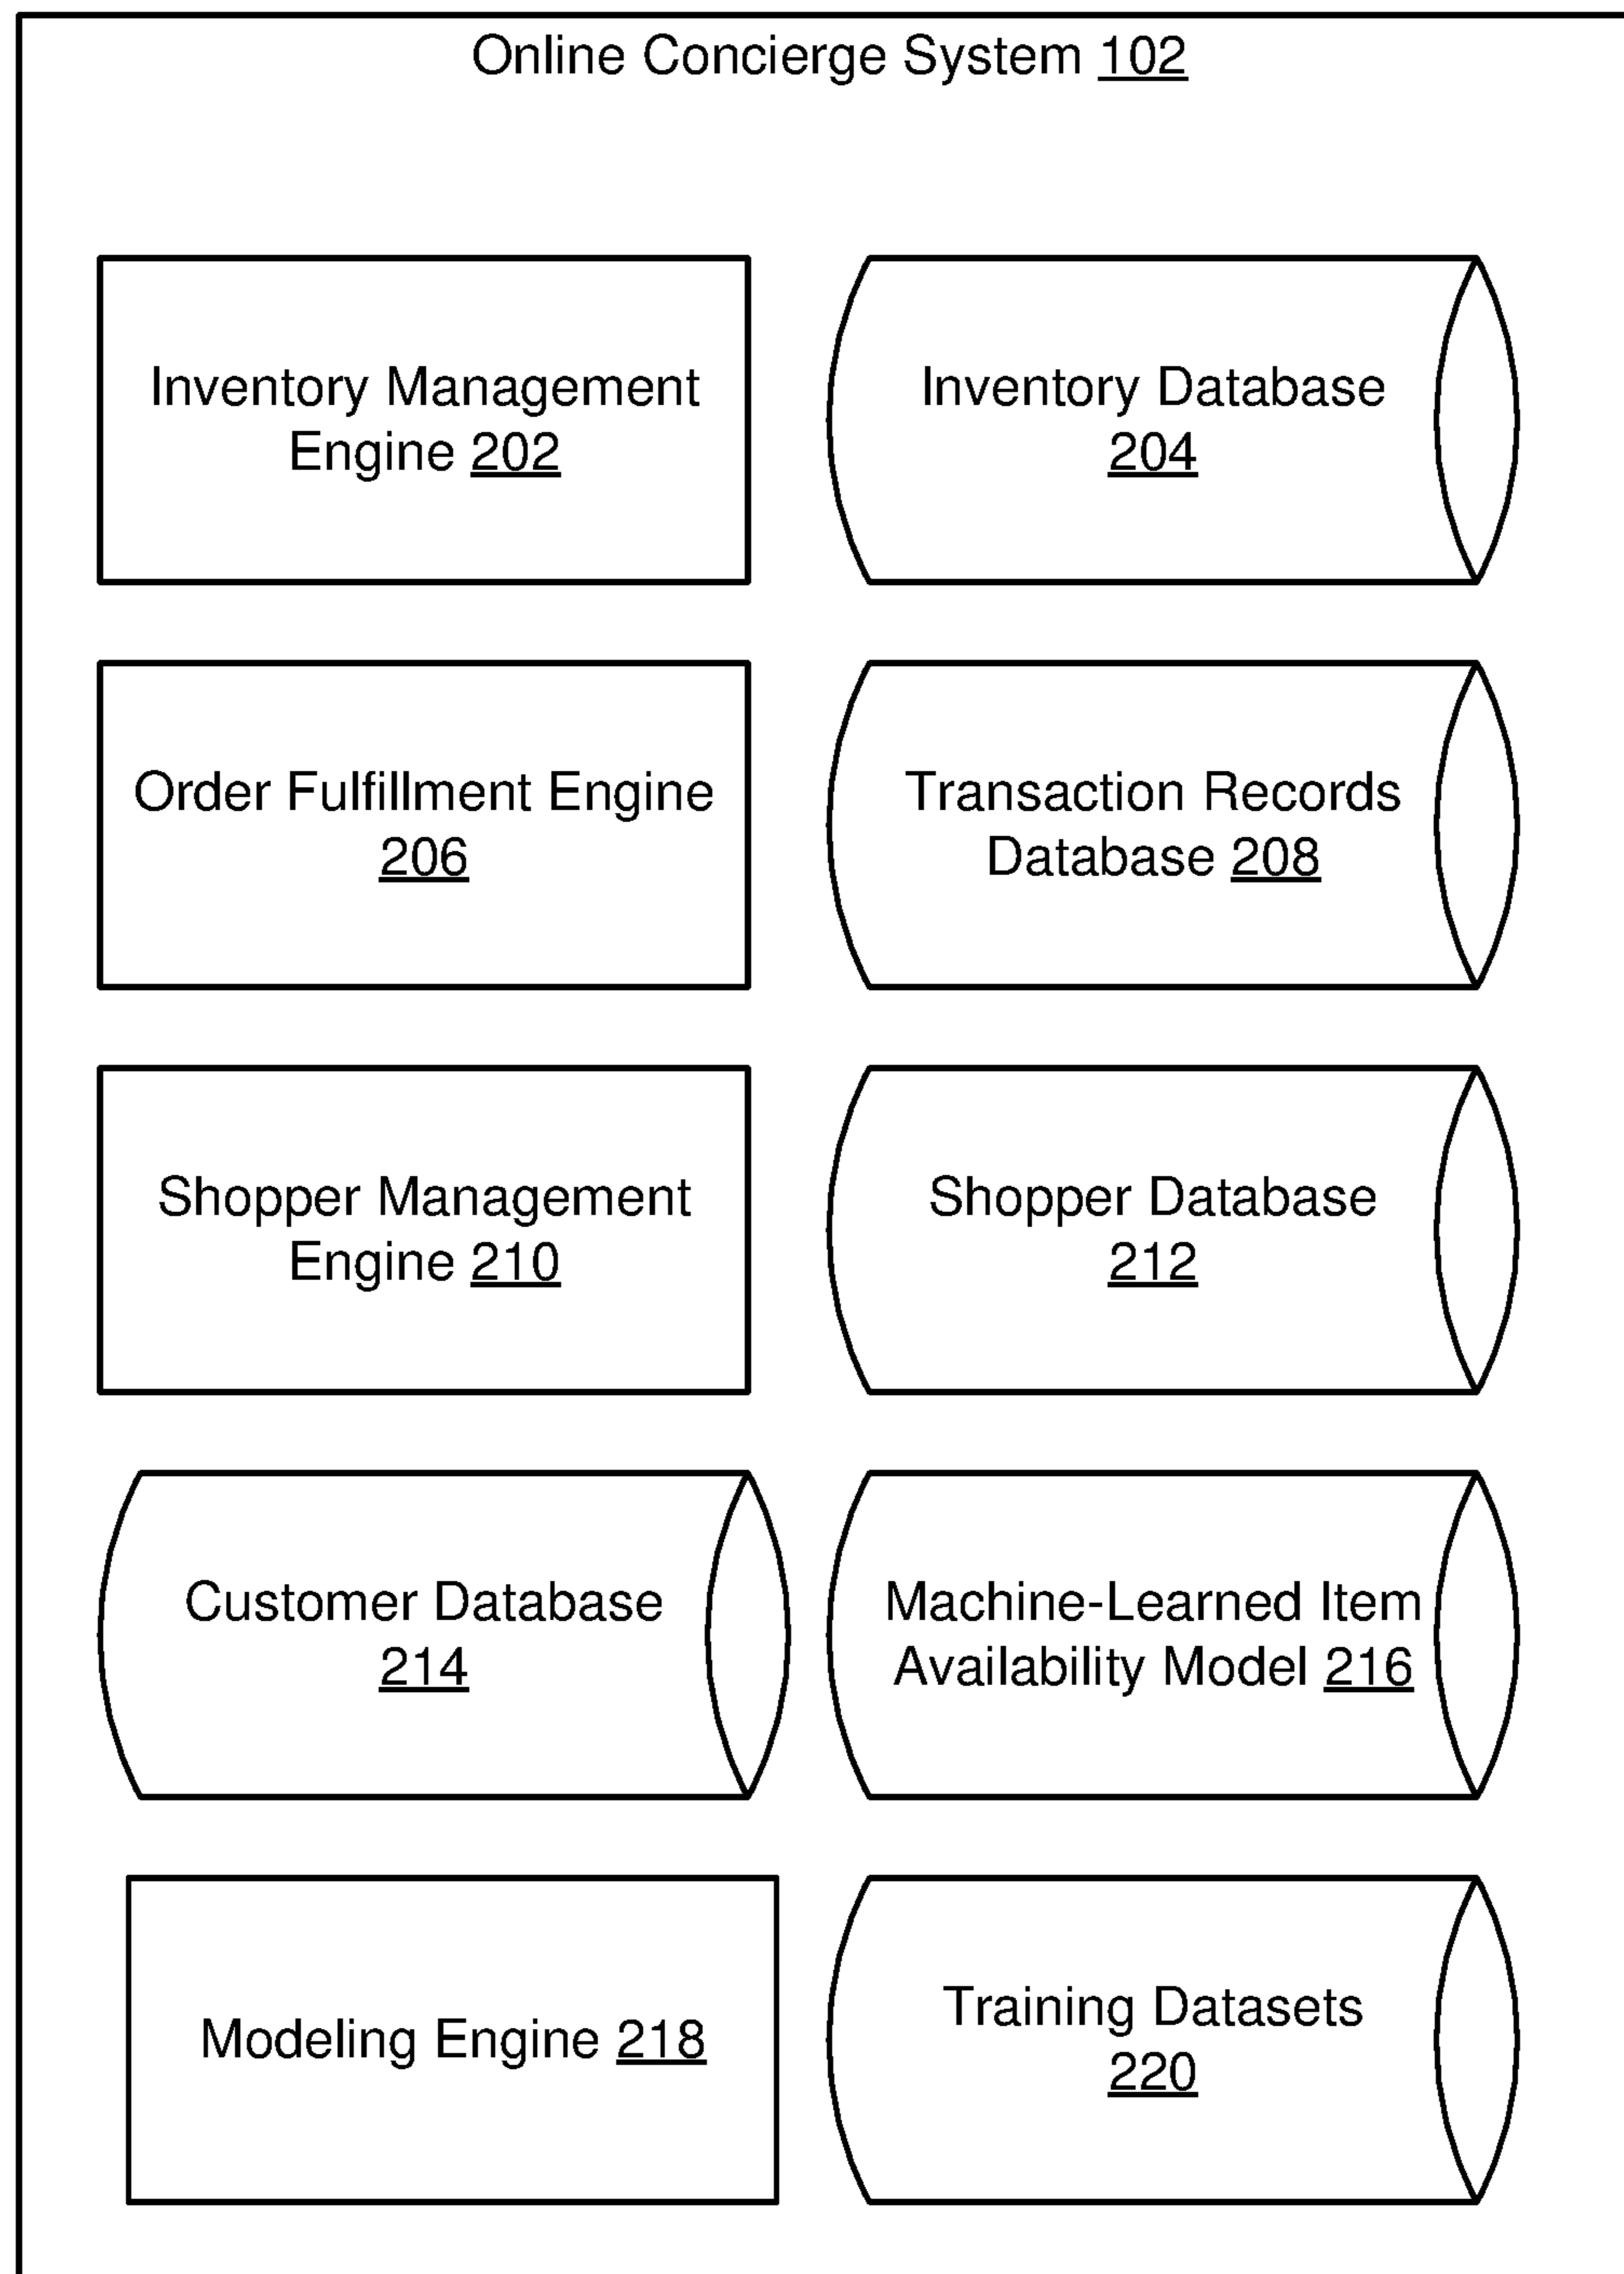 Online Concierge System 102
Inventory Management
Engine 202
Inventory Database
204
Order Fulfillment Engine
206
Transaction Records
Database 208
Shopper Management
Engine 210
Shopper Database
212
Customer Database
214
Machine-Learned Item
Availability Model 216
Modeling Engine 218
Training Datasets
220